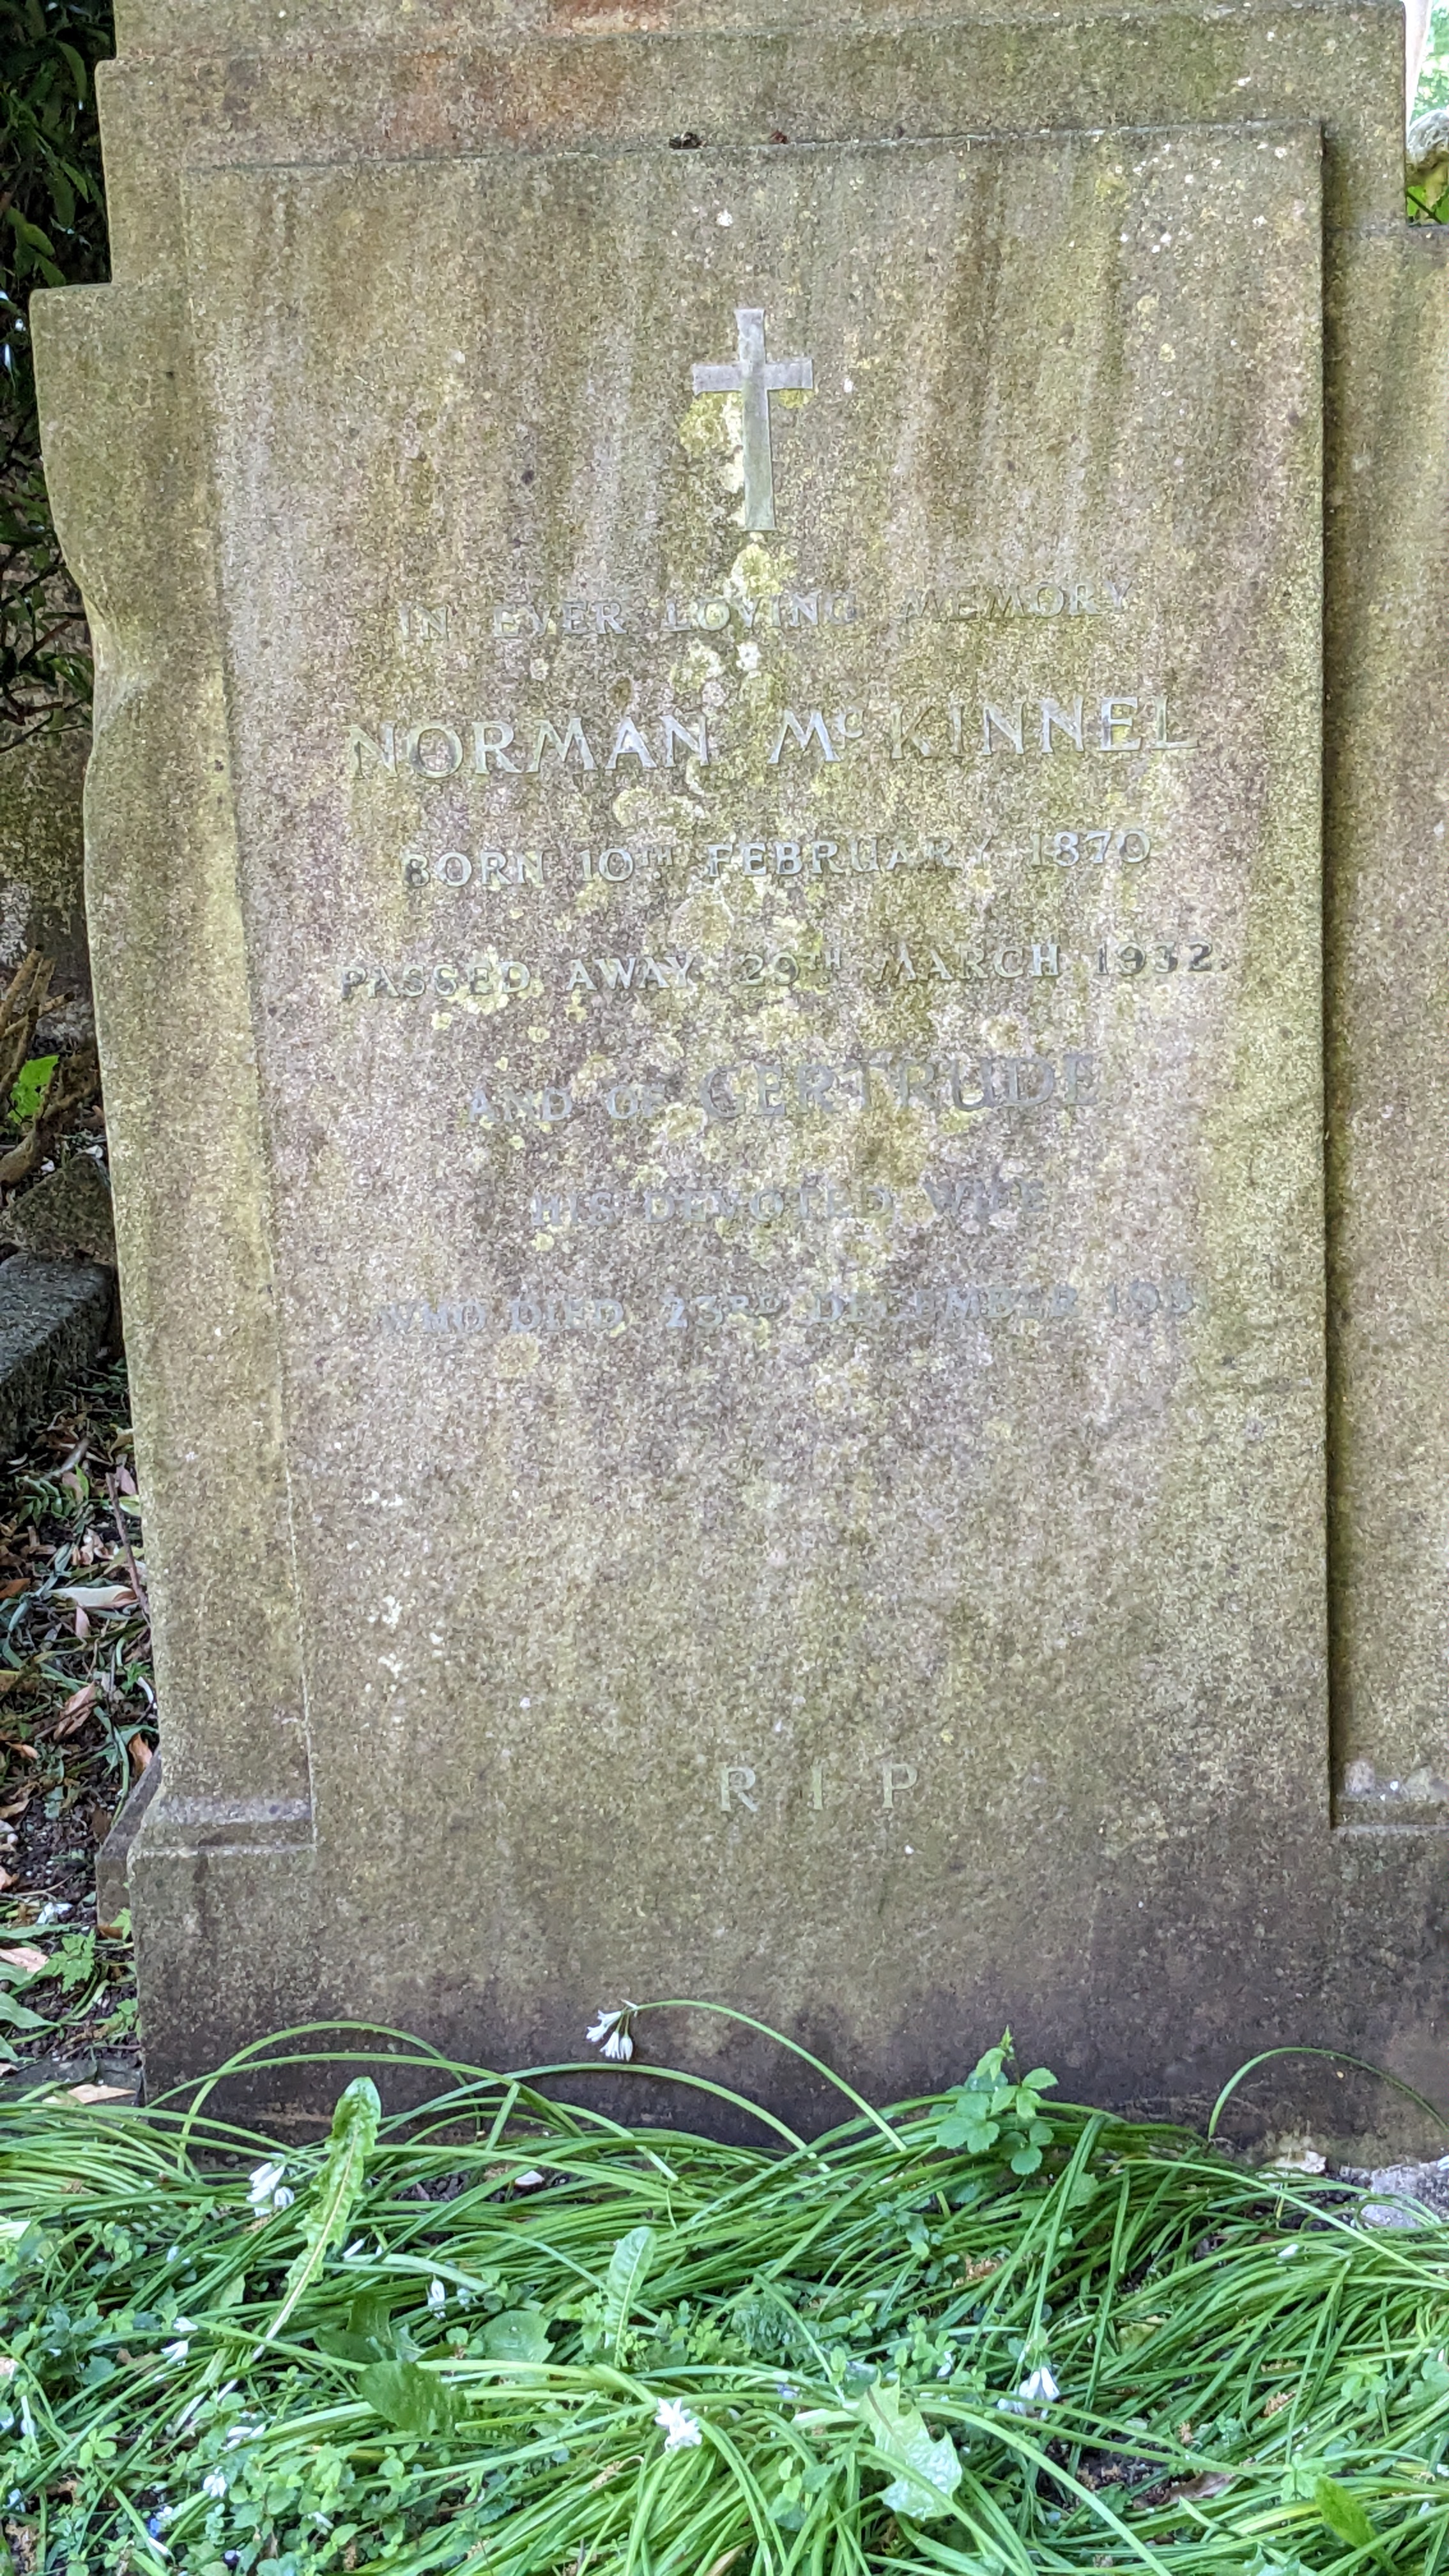 IN EVER LOVING MEMORY
NORMAN McKINNEL
BORN 10TH FEBRUARY 1870
PASSED AWAY 29TH MARCH 1932.
AND OF GERTRUDE
HIS DEVOTED WIFE
WHO DIED 23RD DECEMBER
R I P